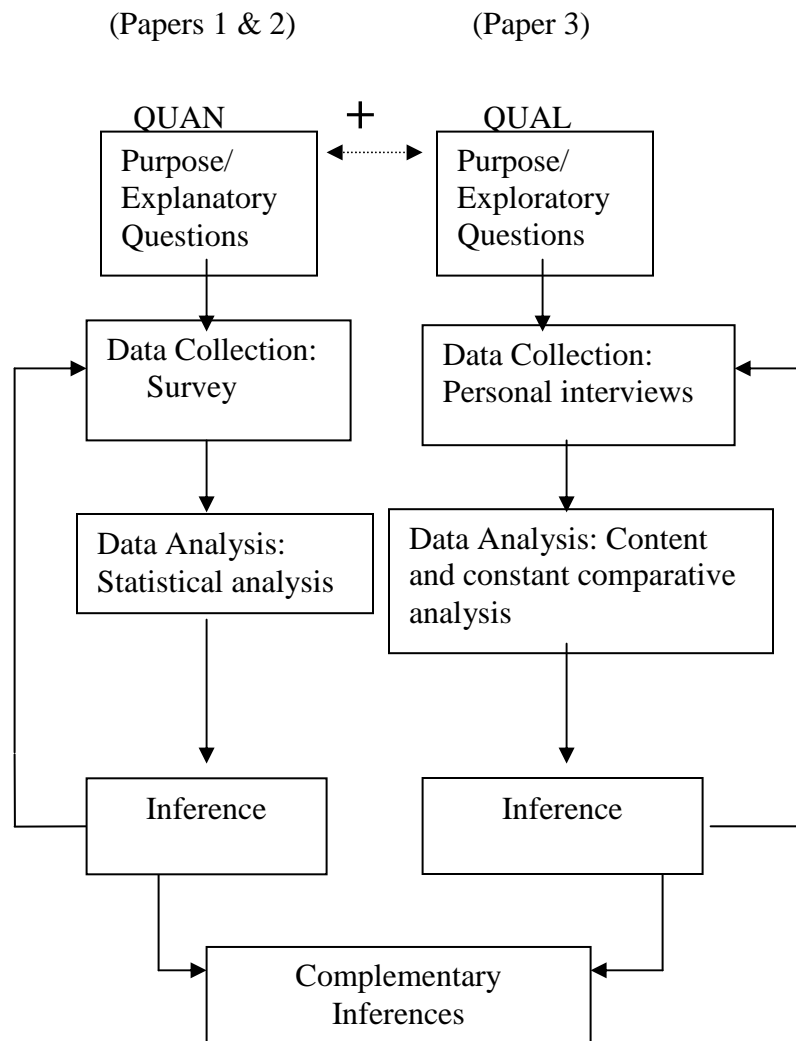 (Papers 1 & 2)
(Paper 3)
QUAN
+
QUAL
Purpose/
Explanatory
Questions
Purpose/
Exploratory
Questions
Data Collection:
Survey
Data Collection:
Personal interviews
Data Analysis:
Statistical analysis
Data Analysis: Content
and constant comparative
analysis
Inference
Inference
Complementary
Inferences